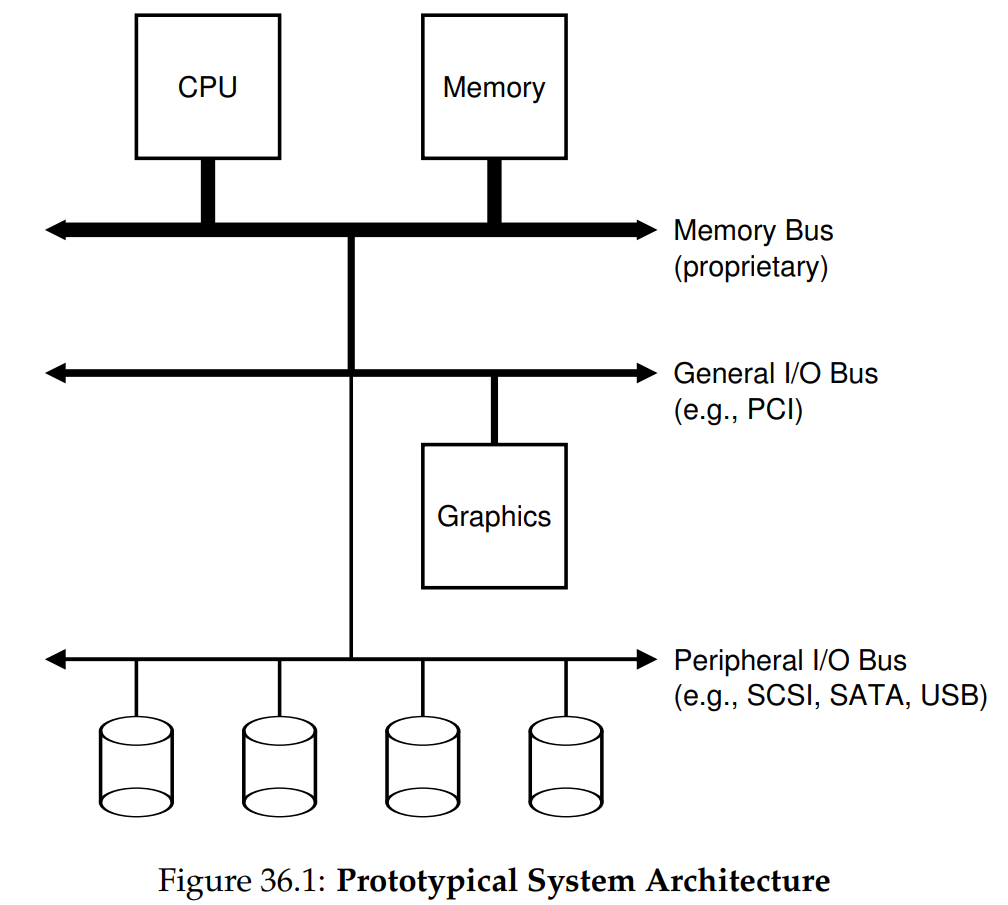 CPU
Memory
Memory Bus
(proprietary)
General I/O Bus
(e.g., PCI)
Graphics
Peripheral I/O Bus
(e.g., SCSI, SATA, USB)
Figure 36.1: Prototypical System Architecture